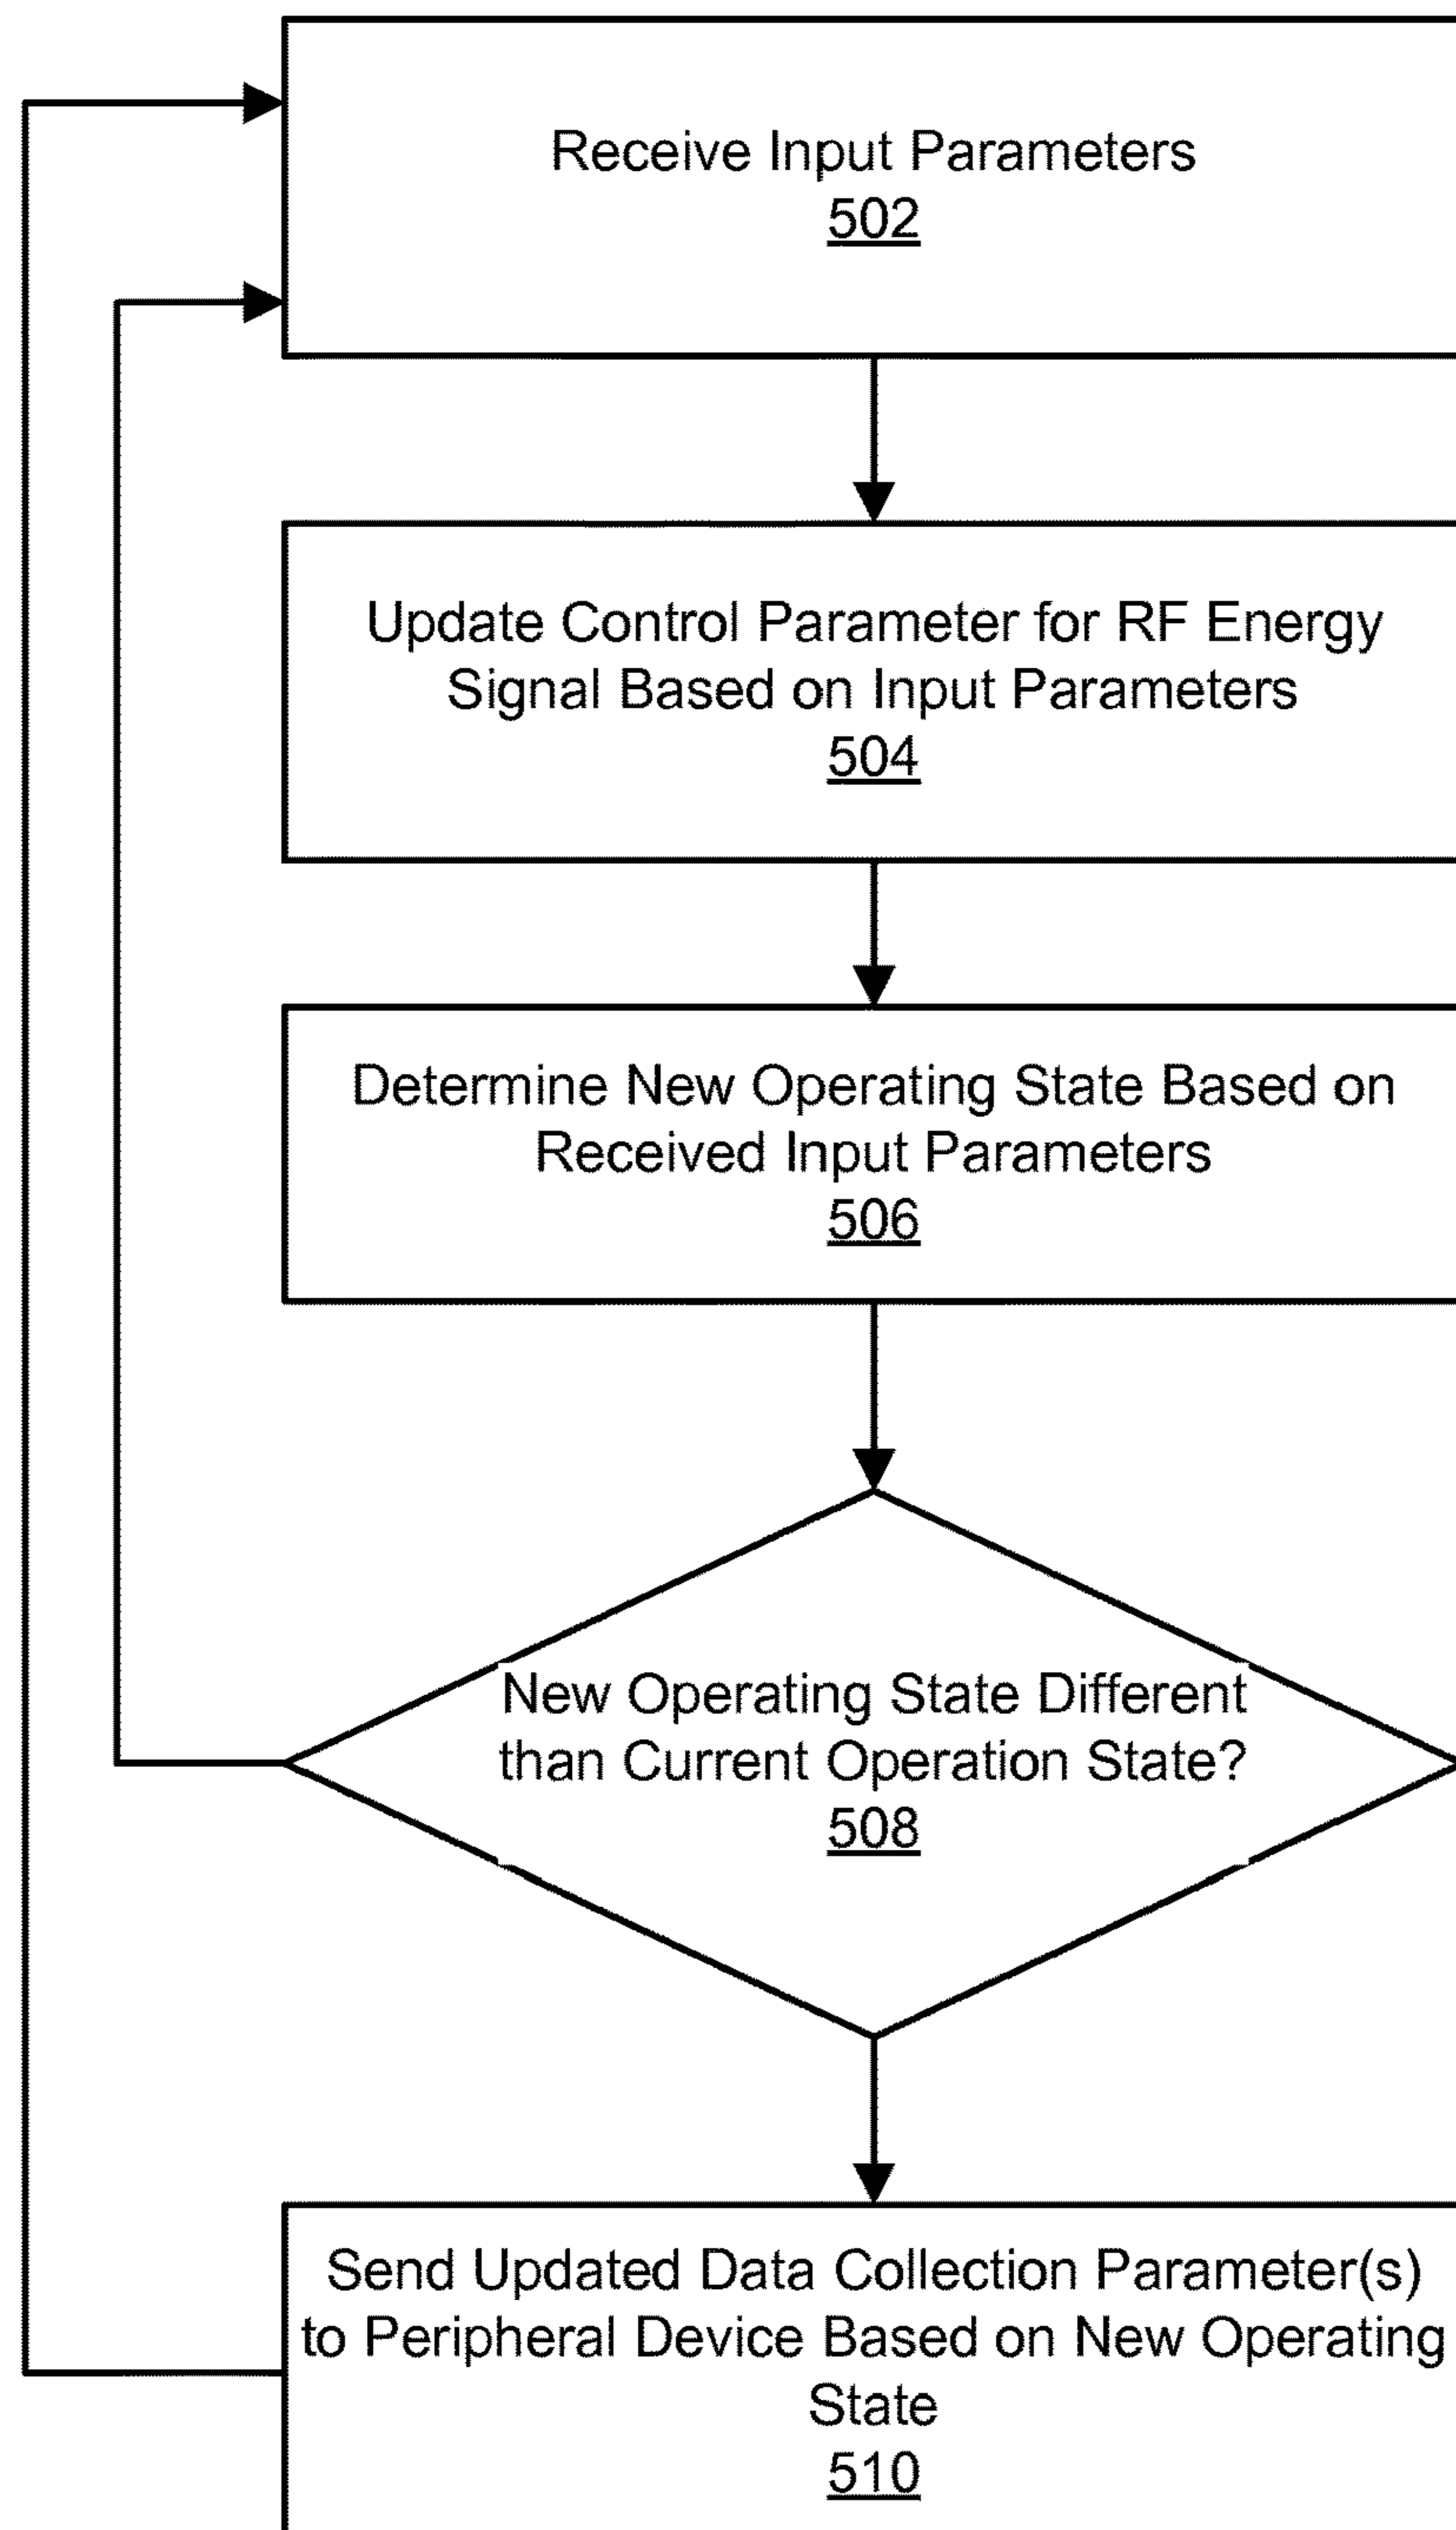 Receive Input Parameters
502
Update Control Parameter for RF Energy
Signal Based on Input Parameters
504
Determine New Operating State Based on
Received Input Parameters
506
New Operating State Different
than Current Operation State?
508
Send Updated Data Collection Parameter(s)
to Peripheral Device Based on New Operating
State
510